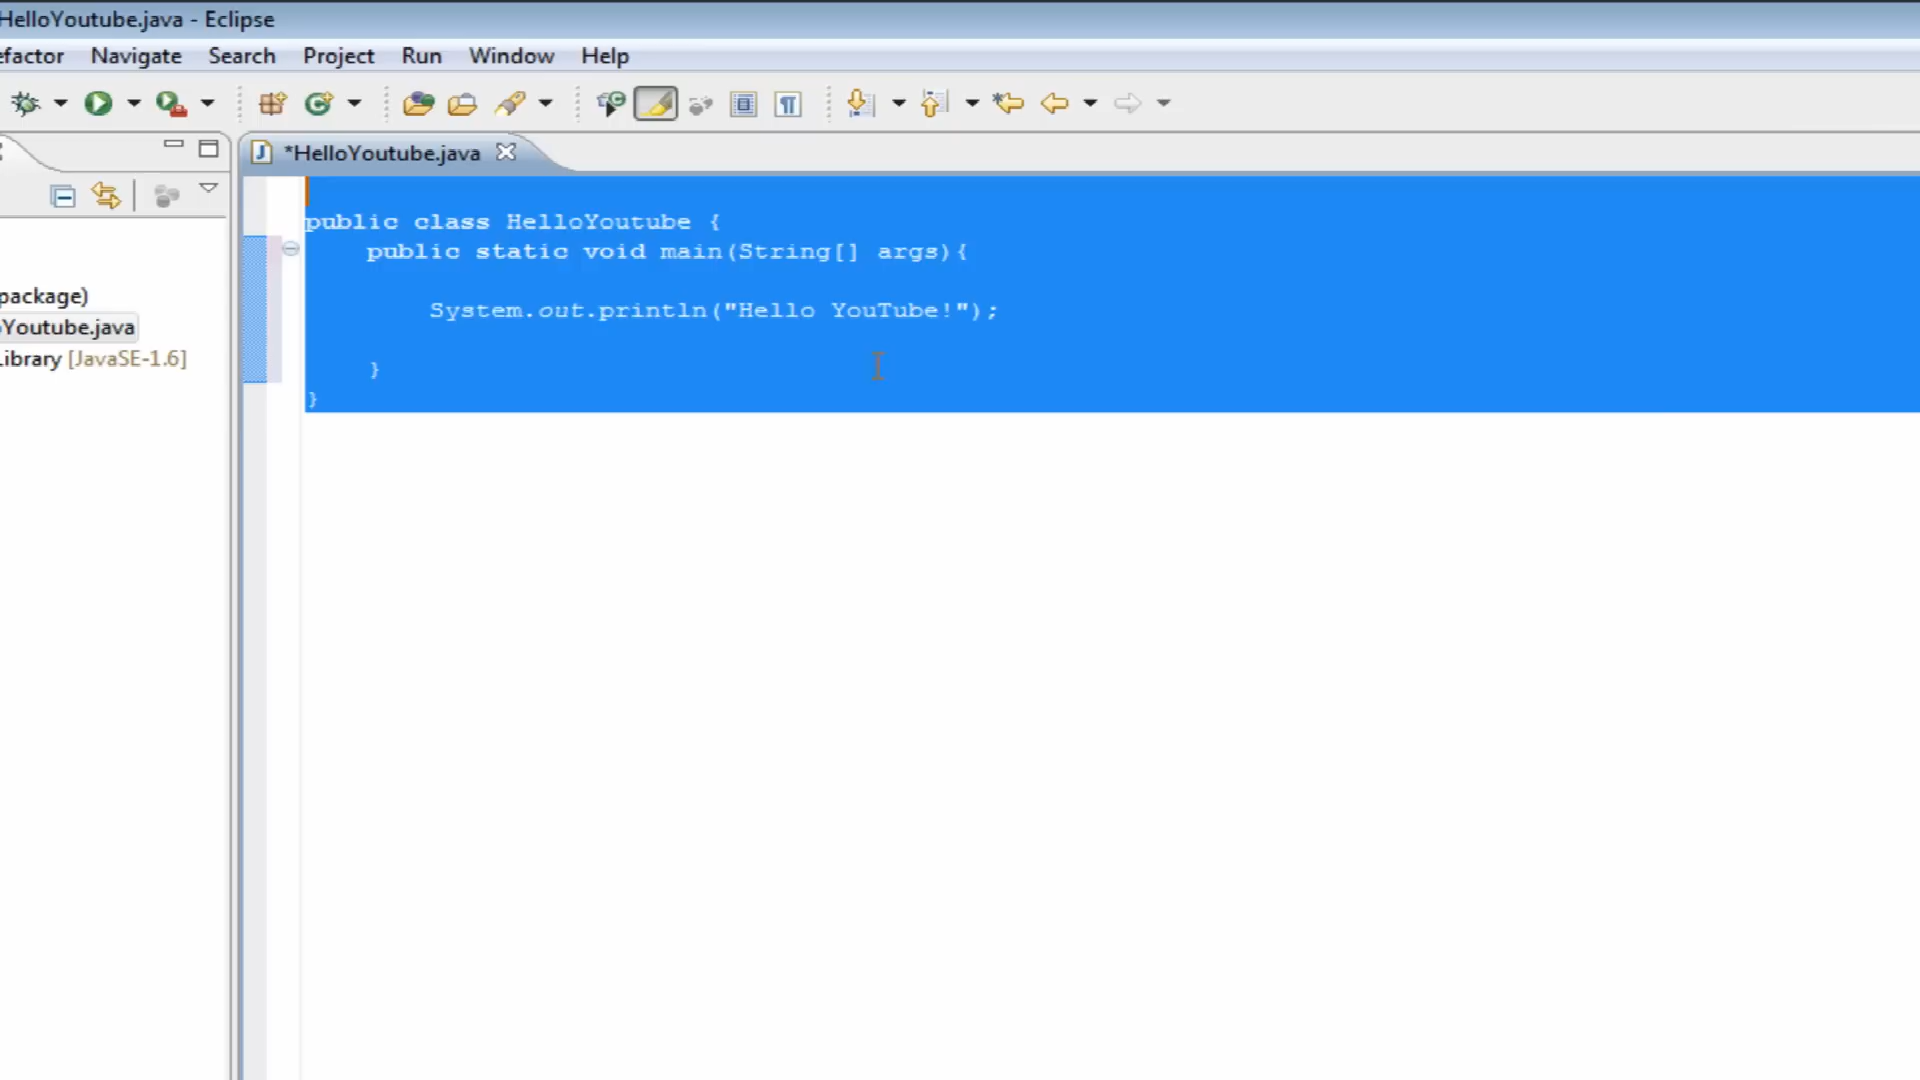 HelloYoutube.java - Eclipse
efactor Navigate Search Project Run Window Help
*HelloYoutube.java
public class HelloYoutube {
public static void main(String[] args){
System.out.println("Hello YouTube!");
}
}
package)
oYoutube.java
Library [JavaSE-1.6]